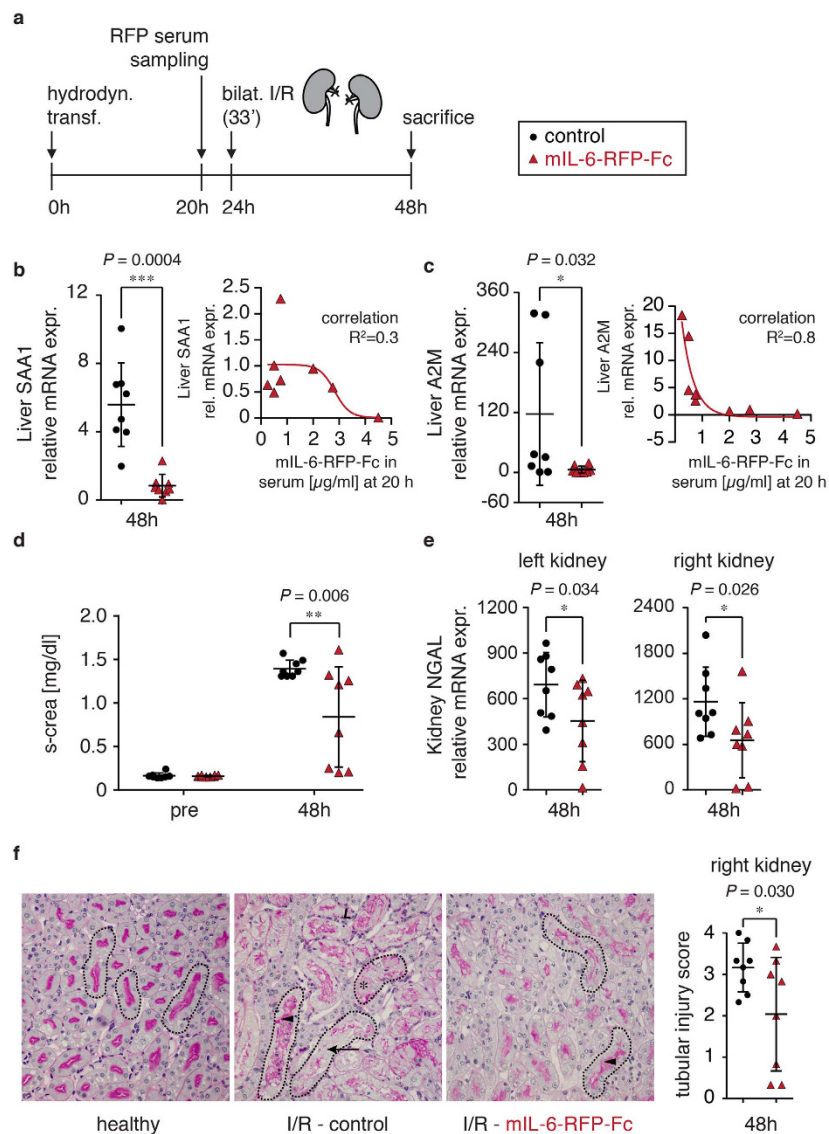 a
RFP serum
sampling
hydrodyn.
transf.
bilat. I/R
(33')
sacrifice
0h
20h
24h
48h
control
mIL-6-RFP-Fc
b
P = 0.0004
***
Liver SAA1
relative mRNA expr.
12
8
4
0
48h
Liver SAA1
rel. mRNA expr.
2.5
2.0
1.5
1.0
0.5
0
correlation
R²=0.3
0 1 2 3 4 5
mIL-6-RFP-Fc in
serum [µg/ml] at 20 h
c
P = 0.032
*
Liver A2M
relative mRNA expr.
360
300
240
180
120
60
0
-60
48h
Liver A2M
rel. mRNA expr.
20
15
10
5
0
-5
correlation
R²=0.8
0 1 2 3 4 5
mIL-6-RFP-Fc in
serum [µg/ml] at 20 h
d
P = 0.006
**
s-crea [mg/dl]
2.0
1.5
1.0
0.5
0
pre
48h
e
left kidney
P = 0.034
*
Kidney NGAL
relative mRNA expr.
900
600
300
0
48h
right kidney
P = 0.026
*
2400
1800
1200
600
0
48h
f
L
*
healthy
I/R - control
I/R - mIL-6-RFP-Fc
right kidney
P = 0.030
*
tubular injury score
4
3
2
1
0
48h